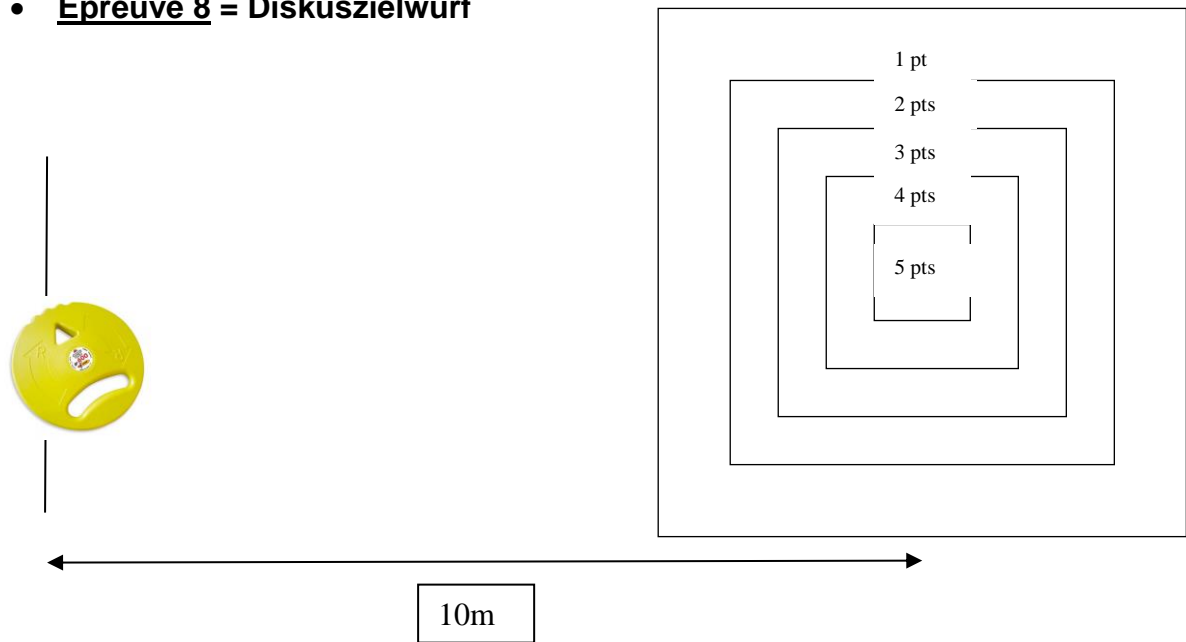 • Epreuve 8 = Diskuszielwurf
1 pt
2 pts
3 pts
4 pts
5 pts
10m